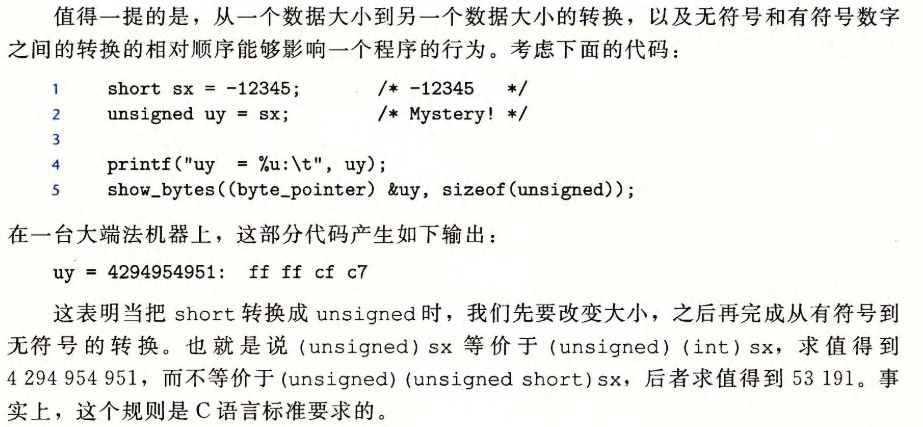 值得一提的是，从一个数据大小到另一个数据大小的转换，以及无符号和有符号数字
之间的转换的相对顺序能够影响一个程序的行为。考虑下面的代码：
1 short sx = -12345; /* -12345 */
2 unsigned uy = sx; /* Mystery! */
3
4 printf("uy = %u:\t", uy);
5 show_bytes((byte_pointer) &uy, sizeof(unsigned));
在一台大端法机器上，这部分代码产生如下输出：
uy = 4294954951: ff ff cf c7
这表明当把 short 转换成 unsigned 时，我们先要改变大小，之后再完成从有符号到
无符号的转换。也就是说 (unsigned) sx 等价于 (unsigned) (int) sx，求值得到
4 294 954 951，而不等价于 (unsigned) (unsigned short) sx，后者求值得到 53 191。事
实上，这个规则是 C 语言标准要求的。